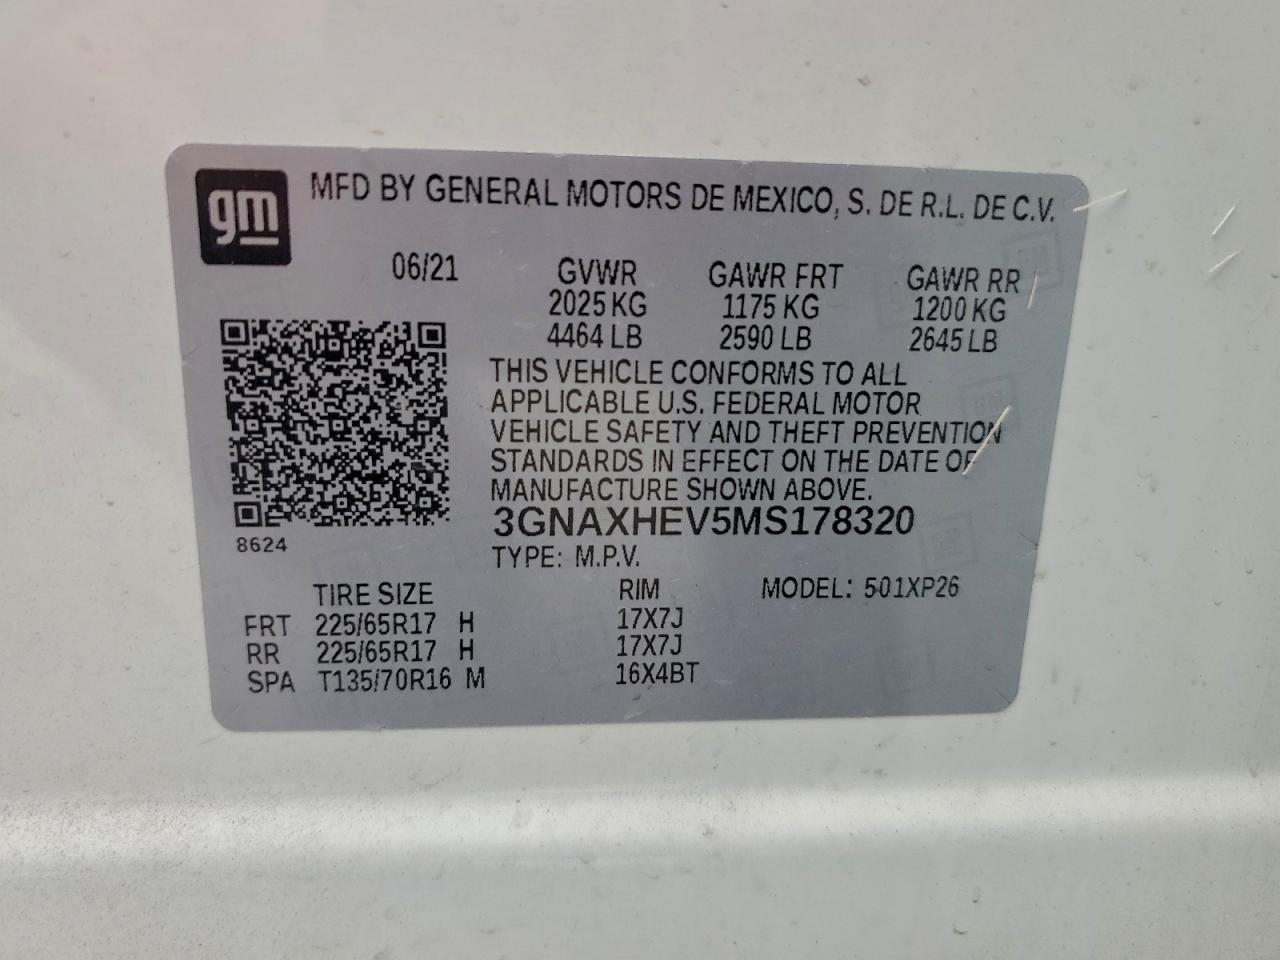 gm
MFD BY GENERAL MOTORS DE MEXICO, S. DE R.L. DE C.V.
06/21 GVWR GAWR FRT GAWR RR
2025 KG 1175 KG 1200 KG
4464 LB 2590 LB 2645 LB
THIS VEHICLE CONFORMS TO ALL
APPLICABLE U.S. FEDERAL MOTOR
VEHICLE SAFETY AND THEFT PREVENTION
STANDARDS IN EFFECT ON THE DATE OF
MANUFACTURE SHOWN ABOVE.
3GNAXHEV5MS178320
8624
TYPE: M.P.V.
TIRE SIZE RIM MODEL: 501XP26
FRT 225/65R17 H 17X7J
RR 225/65R17 H 17X7J
SPA T135/70R16 M 16X4BT